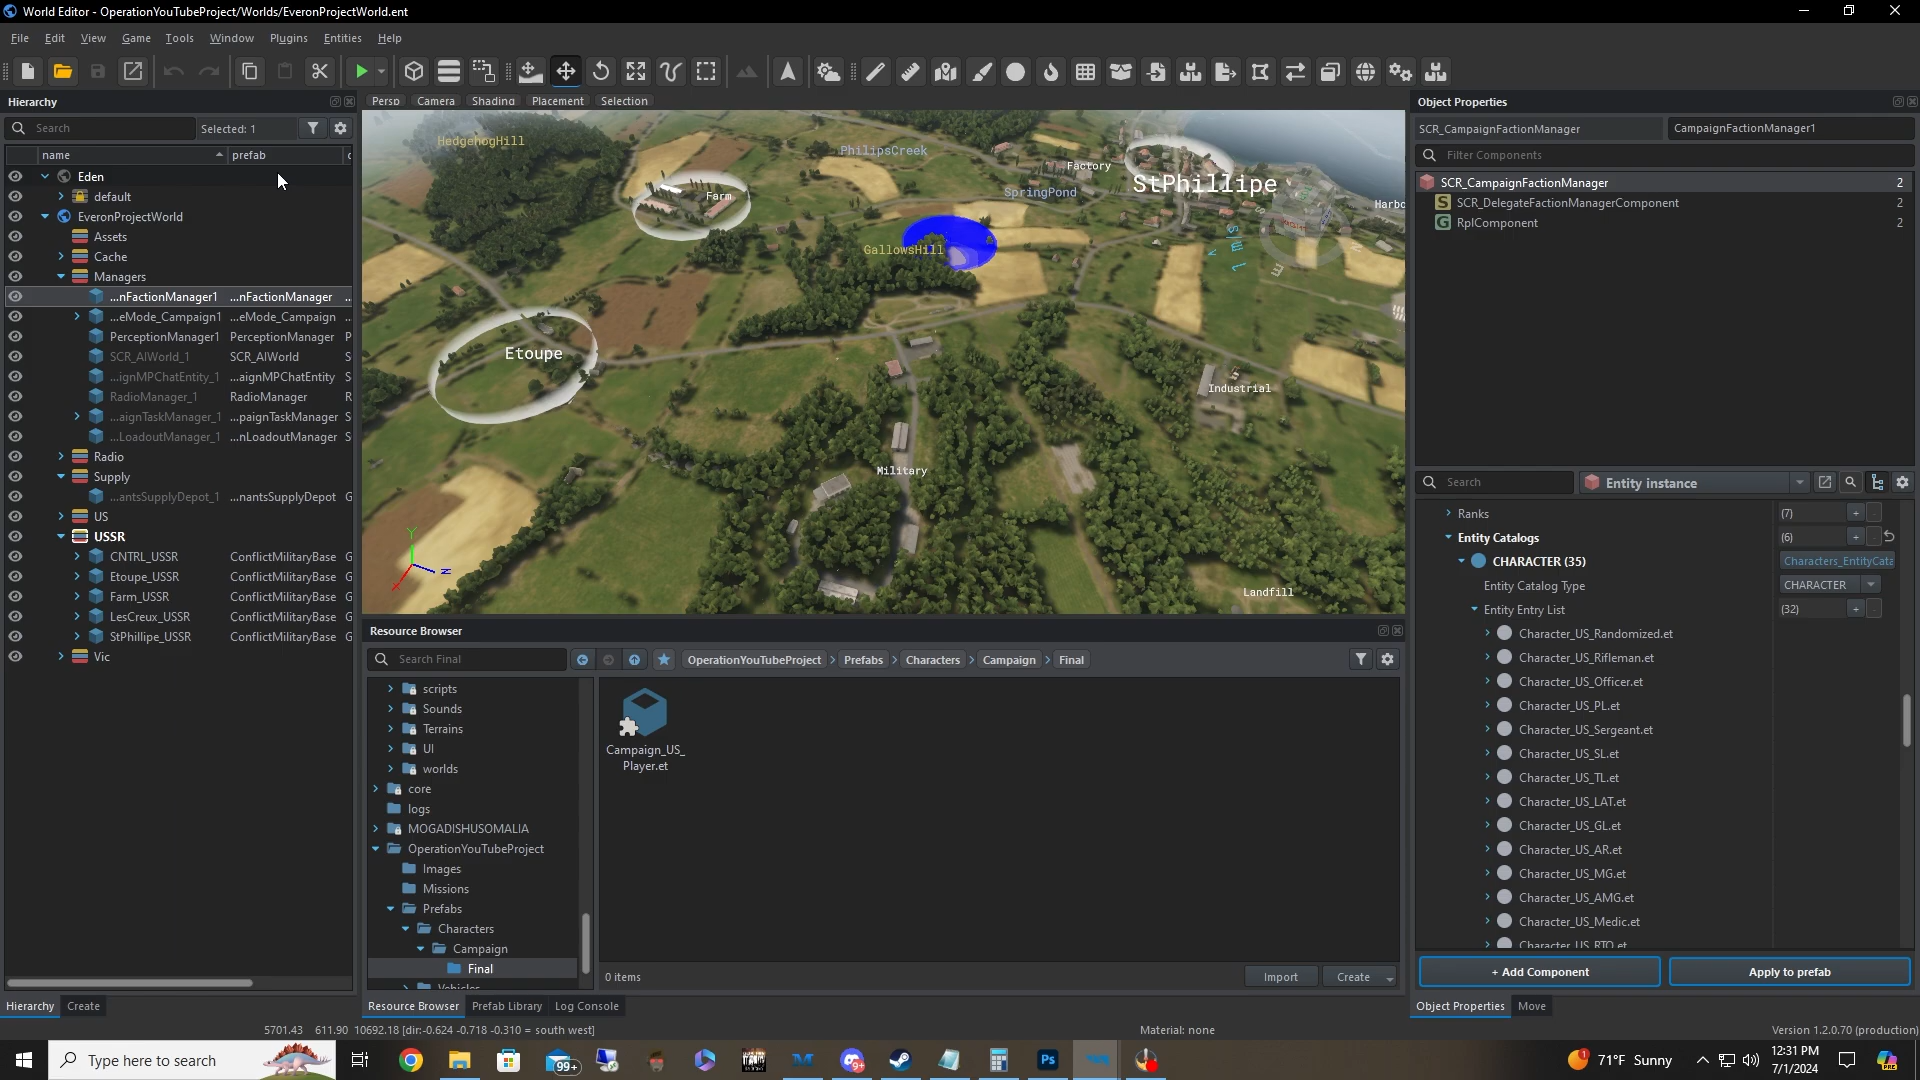 World Editor - OperationYouTubeProject/Worlds/EveronProjectWorld.ent
File Edit View Game Tools Window Plugins Entities Help
Hierarchy
Search
Selected: 1
name prefab
Eden
default
EveronProjectWorld
Assets
Cache
Managers
...nFactionManager1 ...nFactionManager ...
...eMode_Campaign1 ...eMode_Campaign ...
PerceptionManager1 PerceptionManager P
SCR_AIWorld_1 SCR_AIWorld S
...ignMPChatEntity_1 ...aignMPChatEntity S
RadioManager_1 RadioManager R
...aignTaskManager_1 ...paignTaskManager S
...LoadoutManager_1 ...nLoadoutManager S
Radio
Supply
...antsSupplyDepot_1 ...nantsSupplyDepot G
US
USSR
CNTRL_USSR ConflictMilitaryBase G
Etoupe_USSR ConflictMilitaryBase G
Farm_USSR ConflictMilitaryBase G
LesCreux_USSR ConflictMilitaryBase G
StPhillipe_USSR ConflictMilitaryBase G
Vic
Hierarchy Create
Persp Camera Shading Placement Selection
HedgehogHill
PhilipsCreek
Factory
StPhillipe
SpringPond
Farm
Harbo
GallowsHill
Etoupe
Industrial
Military
Landfill
Y
X
Z
Resource Browser
Search Final
OperationYouTubeProject > Prefabs > Characters > Campaign > Final
scripts
Sounds
Terrains
UI
worlds
core
logs
MOGADISHUSOMALIA
OperationYouTubeProject
Images
Missions
Prefabs
Characters
Campaign
Final
Vehicles
Campaign_US_
Player.et
0 items
Import Create
Resource Browser Prefab Library Log Console
Object Properties
SCR_CampaignFactionManager CampaignFactionManager1
Filter Components
SCR_CampaignFactionManager 2
SCR_DelegateFactionManagerComponent 2
RplComponent 2
Search
Entity instance
Ranks (7) +
Entity Catalogs (6) +
CHARACTER (35) Characters_EntityCata
Entity Catalog Type CHARACTER
Entity Entry List (32) +
Character_US_Randomized.et
Character_US_Rifleman.et
Character_US_Officer.et
Character_US_PL.et
Character_US_Sergeant.et
Character_US_SL.et
Character_US_TL.et
Character_US_LAT.et
Character_US_GL.et
Character_US_AR.et
Character_US_MG.et
Character_US_AMG.et
Character_US_Medic.et
Character_US_RTO.et
+ Add Component Apply to prefab
Object Properties Move
5701.43 611.90 10692.18 [dir:-0.624 -0.718 -0.310 = south west]
Material: none
Version 1.2.0.70 (production)
Type here to search
99+
9+
Ps
1
71°F Sunny
12:31 PM
7/1/2024